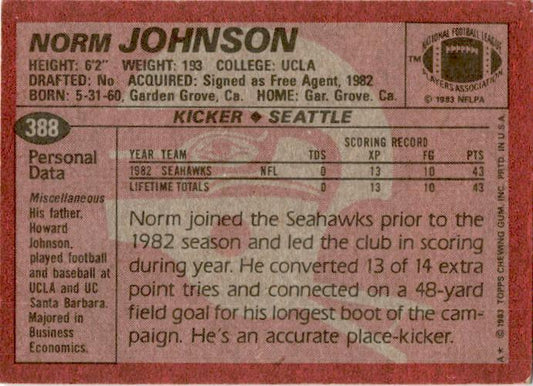 NORM JOHNSON
HEIGHT: 6'2" WEIGHT: 193 COLLEGE: UCLA
DRAFTED: No ACQUIRED: Signed as Free Agent, 1982
BORN: 5-31-60, Garden Grove, Ca. HOME: Gar. Grove, Ca.
NATIONAL FOOTBALL LEAGUE
PLAYERS ASSOCIATION
TM
© 1983 NFLPA
388
KICKER ◆ SEATTLE
Personal
Data
Miscellaneous
His father,
Howard
Johnson,
played football
and baseball at
UCLA and UC
Santa Barbara.
Majored in
Business
Economics.
SCORING RECORD
YEAR TEAM TDS XP FG PTS
1982 SEAHAWKS NFL 0 13 10 43
LIFETIME TOTALS 0 13 10 43
Norm joined the Seahawks prior to the
1982 season and led the club in scoring
during year. He converted 13 of 14 extra
point tries and connected on a 48-yard
field goal for his longest boot of the cam-
paign. He's an accurate place-kicker.
A* © 1983 TOPPS CHEWING GUM, INC. PRTD. IN U.S.A.